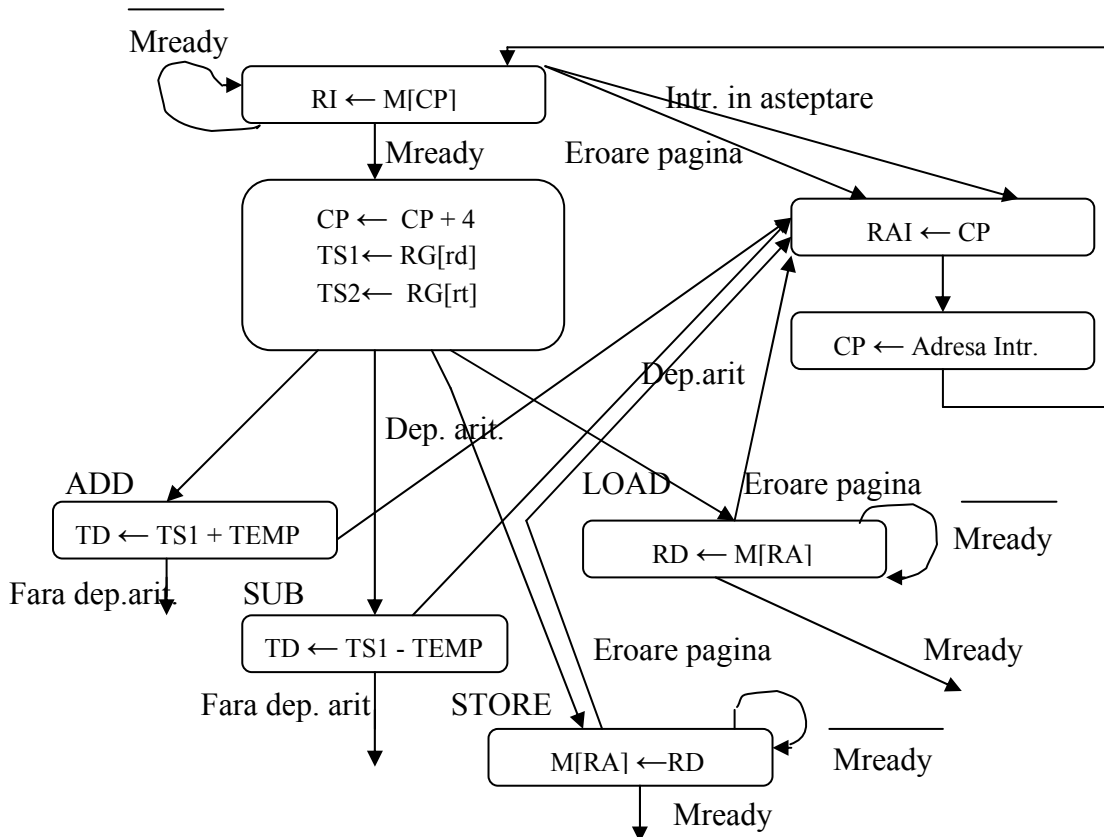 Mready
RI ← M[CP]
Intr. in asteptare
Mready
Eroare pagina
CP ← CP + 4
TS1← RG[rd]
TS2← RG[rt]
RAI ← CP
CP ← Adresa Intr.
Dep.arit
Dep. arit.
ADD
LOAD
Eroare pagina
TD ← TS1 + TEMP
RD ← M[RA]
Mready
Fara dep.arit.
SUB
TD ← TS1 - TEMP
Eroare pagina
Mready
Fara dep. arit
STORE
M[RA] ←RD
Mready
Mready